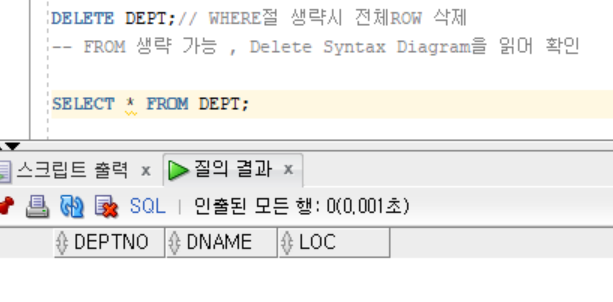 DELETE DEPT;// WHERE절 생략시 전체ROW 삭제
-- FROM 생략 가능 , Delete Syntax Diagram을 읽어 확인
SELECT * FROM DEPT;
스크립트 출력 x 질의 결과 x
SQL | 인출된 모든 행: 0(0,001초)
DEPTNO DNAME LOC